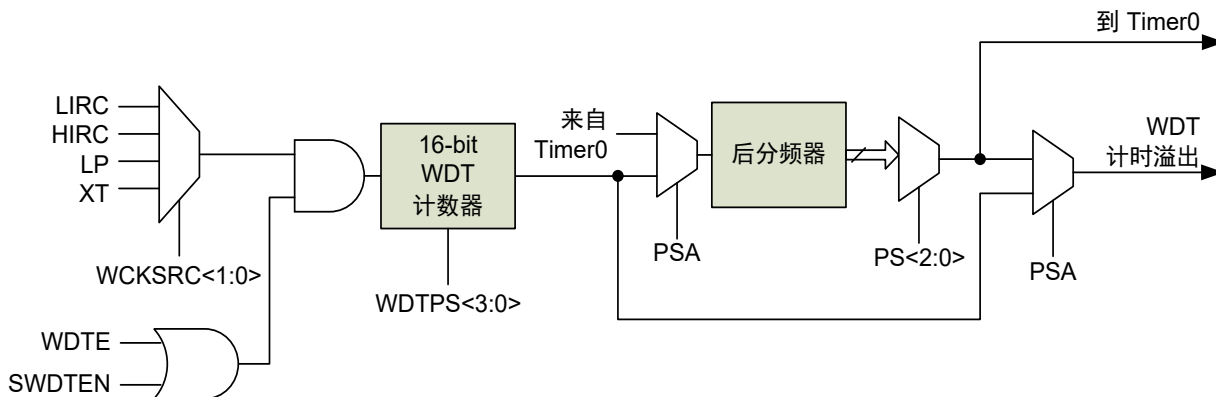 到 Timer0
LIRC
HIRC
LP
XT
WCKSRC<1:0>
WDTE
SWDTEN
16-bit
WDT
计数器
WDTPS<3:0>
来自
Timer0
PSA
后分频器
PS<2:0>
PSA
WDT
计时溢出